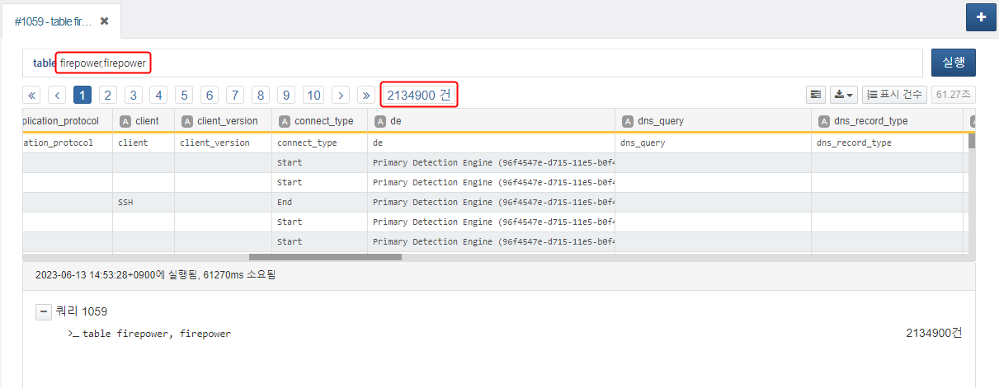 #1059 - table fir… ✖
+
table firepower,firepower
실행
« ‹ 1 2 3 4 5 6 7 8 9 10 › » 2134900 건
표시 건수 61.27초
plication_protocol A client A client_version A connect_type A de A dns_query A dns_record_type A
ation_protocol client client_version connect_type de dns_query dns_record_type
Start Primary Detection Engine (96f4547e-d715-11e5-b0f4
Start Primary Detection Engine (96f4547e-d715-11e5-b0f4
SSH End Primary Detection Engine (96f4547e-d715-11e5-b0f4
Start Primary Detection Engine (96f4547e-d715-11e5-b0f4
Start Primary Detection Engine (96f4547e-d715-11e5-b0f4
2023-06-13 14:53:28+0900에 실행됨, 61270ms 소요됨
− 쿼리 1059
>_ table firepower, firepower 2134900건